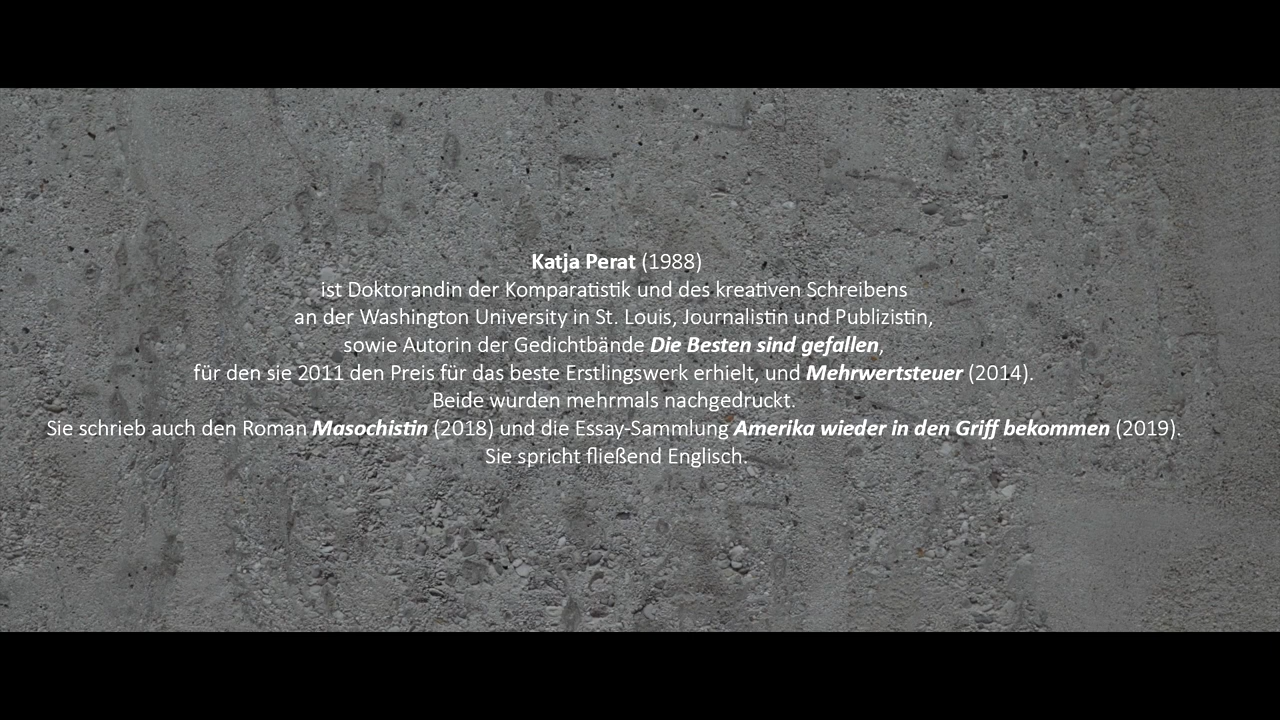 Katja Perat (1988)
ist Doktorandin der Komparatistik und des kreativen Schreibens
an der Washington University in St. Louis, Journalistin und Publizistin,
sowie Autorin der Gedichtbände Die Besten sind gefallen,
für den sie 2011 den Preis für das beste Erstlingswerk erhielt, und Mehrwertsteuer (2014).
Beide wurden mehrmals nachgedruckt.
Sie schrieb auch den Roman Masochistin (2018) und die Essay-Sammlung Amerika wieder in den Griff bekommen (2019).
Sie spricht fließend Englisch.